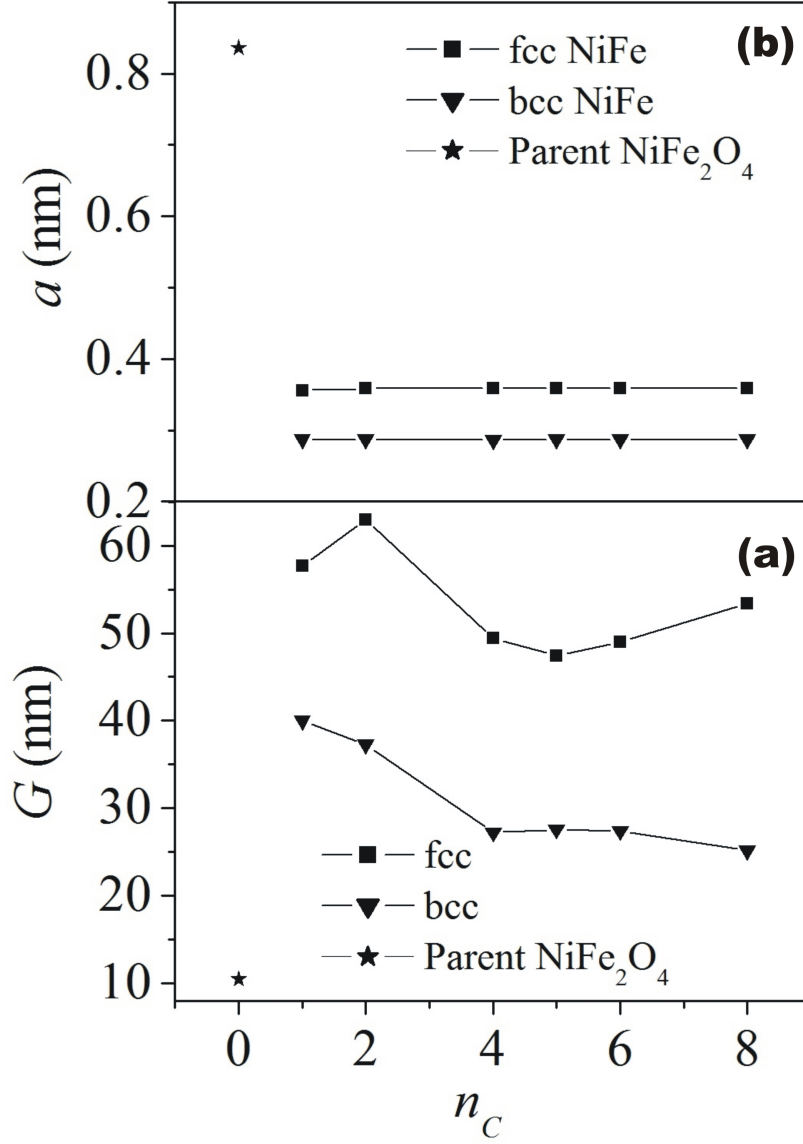 (b)
fcc NiFe
bcc NiFe
Parent NiFe₂O₄
0.8
0.6
0.4
0.2
a (nm)
(a)
60
50
40
30
20
10
G (nm)
fcc
bcc
Parent NiFe₂O₄
0 2 4 6 8
n_C